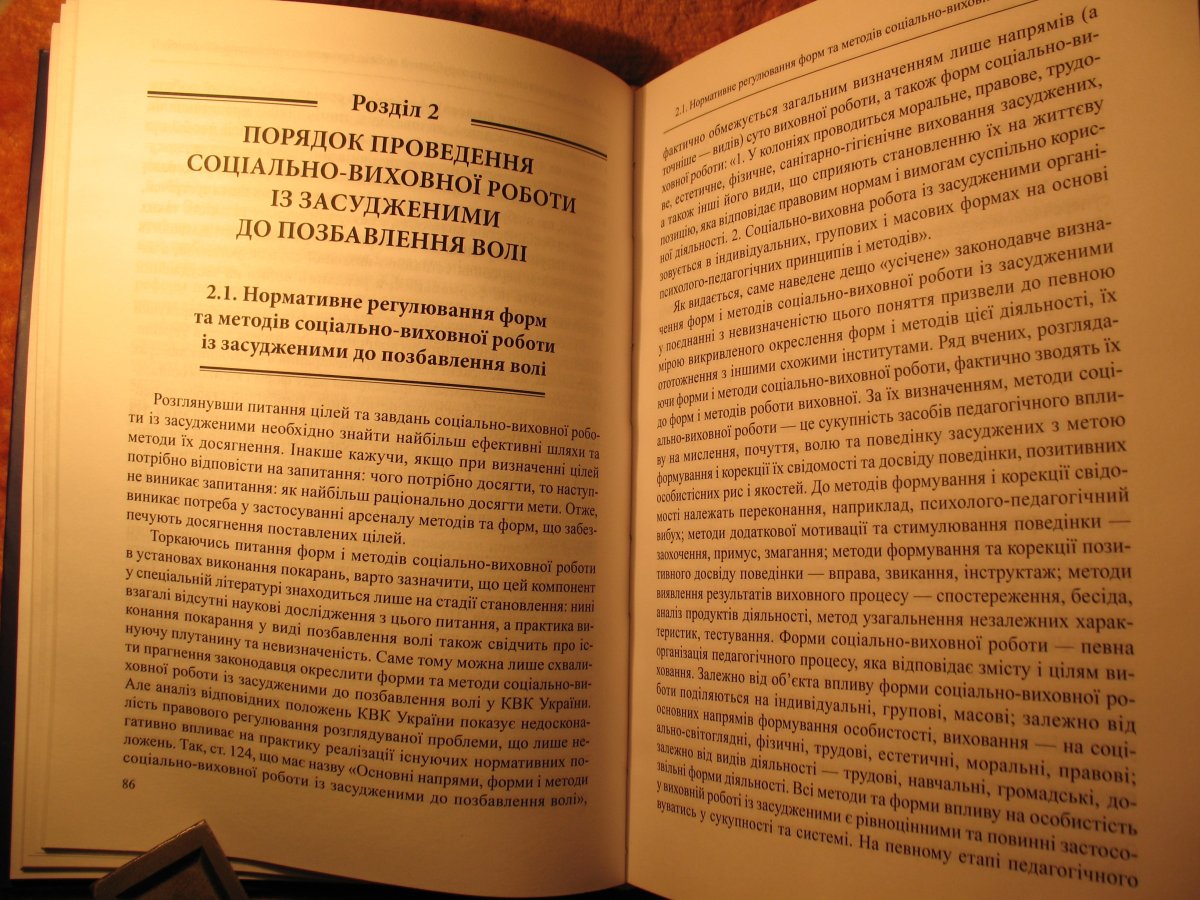 Розділ 2
ПОРЯДОК ПРОВЕДЕННЯ
СОЦІАЛЬНО-ВИХОВНОЇ РОБОТИ
ІЗ ЗАСУДЖЕНИМИ
ДО ПОЗБАВЛЕННЯ ВОЛІ
2.1. Нормативне регулювання форм
та методів соціально-виховної роботи
із засудженими до позбавлення волі
Розглянувши питання цілей та завдань соціально-виховної робо-
ти із засудженими необхідно знайти найбільш ефективні шляхи та
методи їх досягнення. Інакше кажучи, якщо при визначенні цілей
потрібно відповісти на запитання: чого потрібно досягти, то наступ-
не виникає запитання: як найбільш раціонально досягти мети. Отже,
виникає потреба у застосуванні арсеналу методів та форм, що забез-
печують досягнення поставлених цілей.
Торкаючись питання форм і методів соціально-виховної роботи
в установах виконання покарань, варто зазначити, що цей компонент
у спеціальній літературі знаходиться лише на стадії становлення: нині
взагалі відсутні наукові дослідження з цього питання, а практика ви-
конання покарання у виді позбавлення волі також свідчить про іс-
нуючу плутанину та невизначеність. Саме тому можна лише схвали-
ти прагнення законодавця окреслити форми та методи соціально-ви-
ховної роботи із засудженими до позбавлення волі у КВК України.
Але аналіз відповідних положень КВК України показує недоскона-
лість правового регулювання розглядуваної проблеми, що лише не-
гативно впливає на практику реалізації існуючих нормативних по-
ложень. Так, ст. 124, що має назву «Основні напрями, форми і методи
соціально-виховної роботи із засудженими до позбавлення волі»,
86
2.1. Нормативне регулювання форм та методів соціально-виховн
фактично обмежується загальним визначенням лише напрямів (а
точніше — видів) суто виховної роботи, а також форм соціально-ви-
ховної роботи: «1. У колоніях проводиться моральне, правове, трудо-
ве, естетичне, фізичне, санітарно-гігієнічне виховання засуджених,
а також інші його види, що сприяють становленню їх на життєву
позицію, яка відповідає правовим нормам і вимогам суспільно корис-
ної діяльності. 2. Соціально-виховна робота із засудженими органі-
зовується в індивідуальних, групових і масових формах на основі
психолого-педагогічних принципів і методів».
Як видається, саме наведене дещо «усічене» законодавче визна-
чення форм і методів соціально-виховної роботи із засудженими
у поєднанні з невизначеністю цього поняття призвели до певною
мірою викривленого окреслення форм і методів цієї діяльності, їх
ототожнення з іншими схожими інститутами. Ряд вчених, розгляда-
ючи форми і методи соціально-виховної роботи, фактично зводять їх
до форм і методів роботи виховної. За їх визначенням, методи соці-
ально-виховної роботи — це сукупність засобів педагогічного впли-
ву на мислення, почуття, волю та поведінку засуджених з метою
формування і корекції їх свідомості та досвіду поведінки, позитивних
особистісних рис і якостей. До методів формування і корекції свідо-
мості належать переконання, наприклад, психолого-педагогічний
вибух; методи додаткової мотивації та стимулювання поведінки —
заохочення, примус, змагання; методи формування та корекції пози-
тивного досвіду поведінки — вправа, звикання, інструктаж; методи
виявлення результатів виховного процесу — спостереження, бесіда,
аналіз продуктів діяльності, метод узагальнення незалежних харак-
теристик, тестування. Форми соціально-виховної роботи — певна
організація педагогічного процесу, яка відповідає змісту і цілям ви-
ховання. Залежно від об’єкта впливу форми соціально-виховної ро-
боти поділяються на індивідуальні, групові, масові; залежно від
основних напрямів формування особистості, виховання — на соці-
ально-світоглядні, фізичні, трудові, естетичні, моральні, правові;
залежно від видів діяльності — трудові, навчальні, громадські, до-
звільні форми діяльності. Всі методи та форми впливу на особистість
у виховній роботі із засудженими є рівноцінними та повинні застосо-
вуватись у сукупності та системі. На певному етапі педагогічного